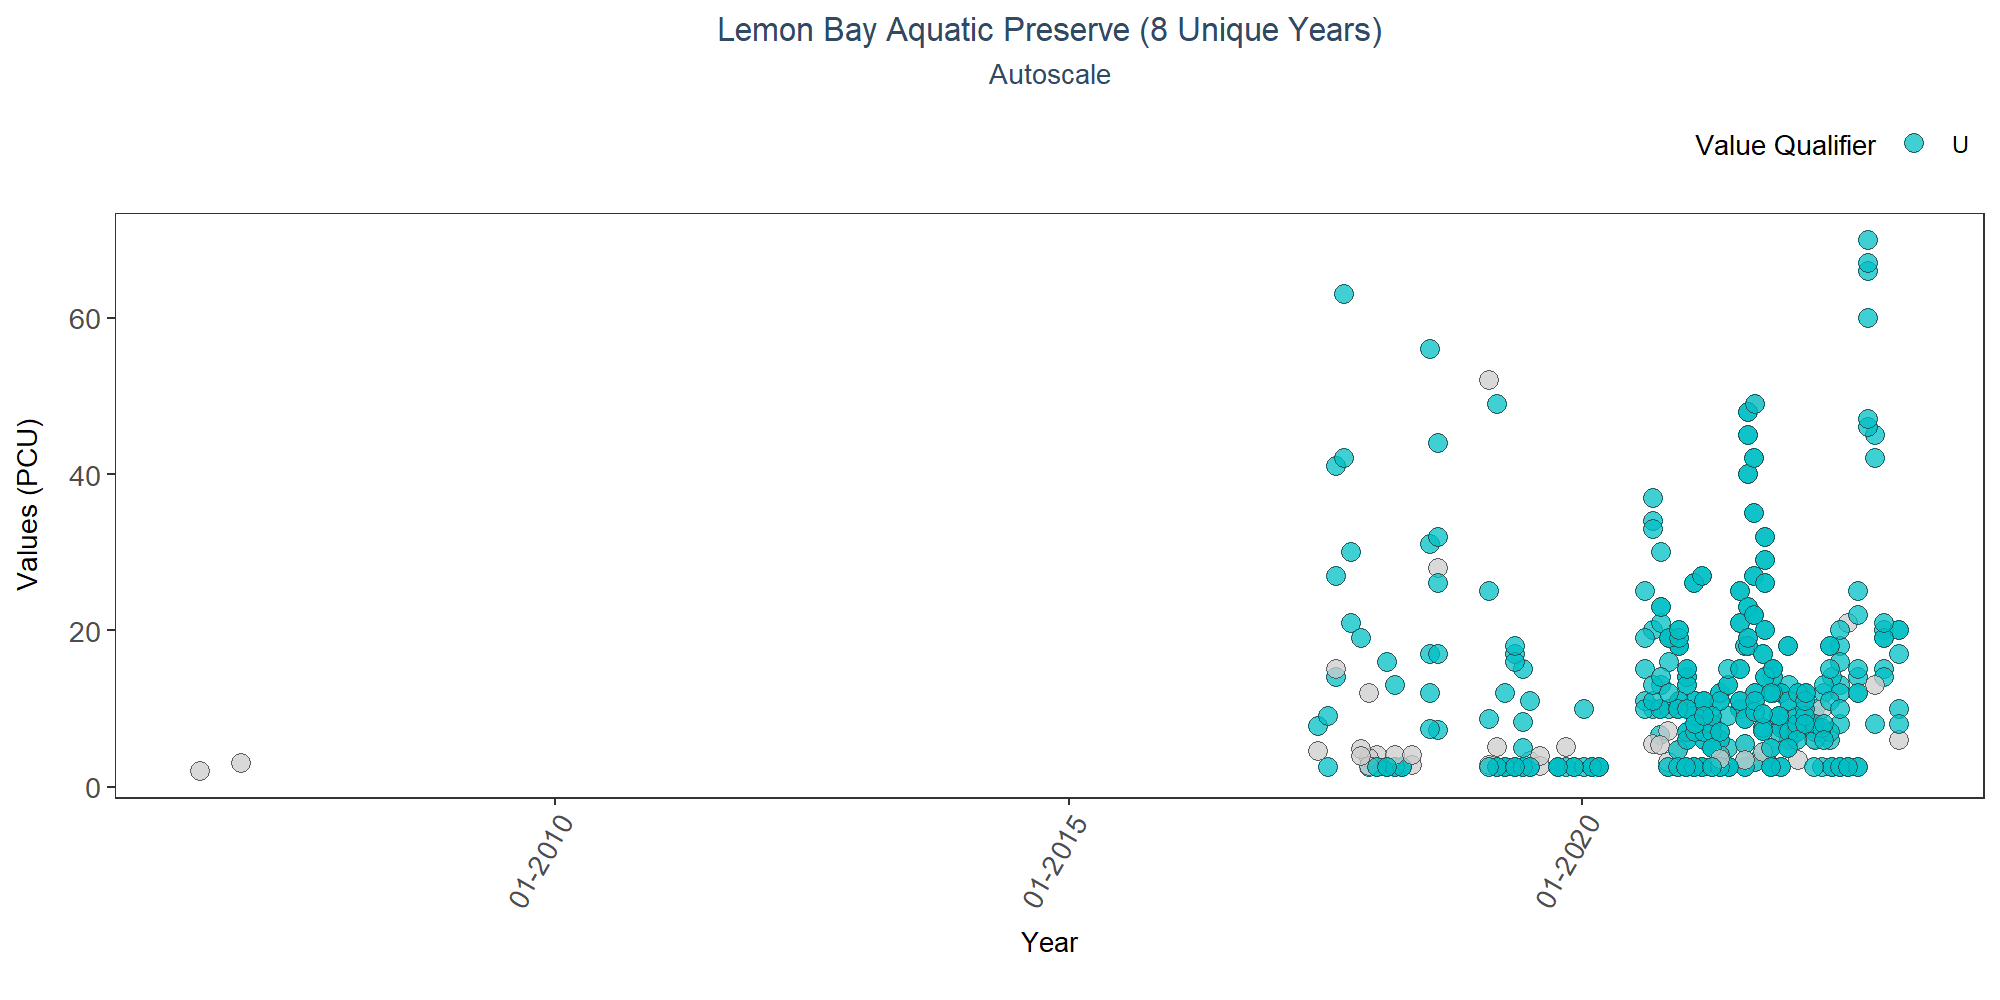 Lemon Bay Aquatic Preserve (8 Unique Years)
Autoscale
Value Qualifier U
Values (PCU)
60
40
20
0
01-2010
01-2015
01-2020
Year